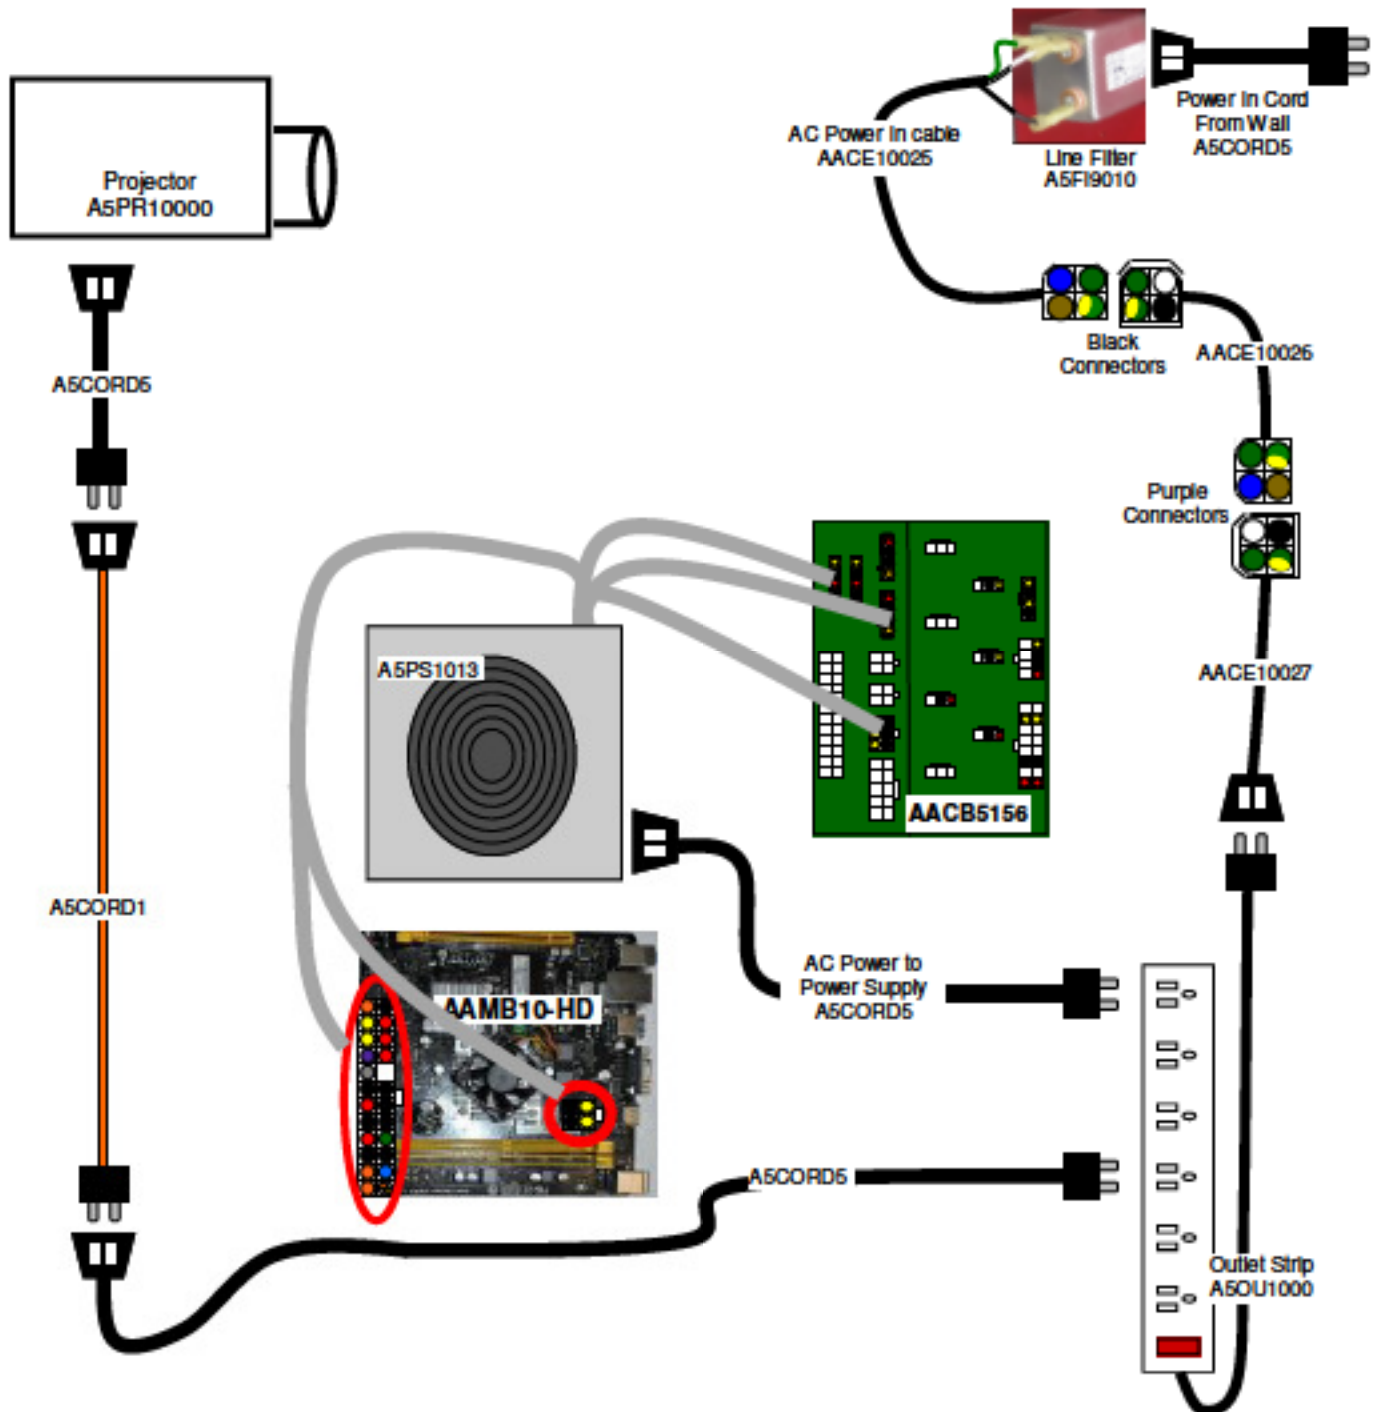 Power In Cord
From Wall
A5CORD5
AC Power In cable
AACE10025
Line Filter
A5FI9010
Projector
A5PR10000
Black
Connectors
AACE10026
A5CORD5
Purple
Connectors
A5PS1013
AACE10027
AACB5156
A5CORD1
AC Power to
Power Supply
A5CORD5
AAMB10-HD
A5CORD5
Outlet Strip
A5OU1000